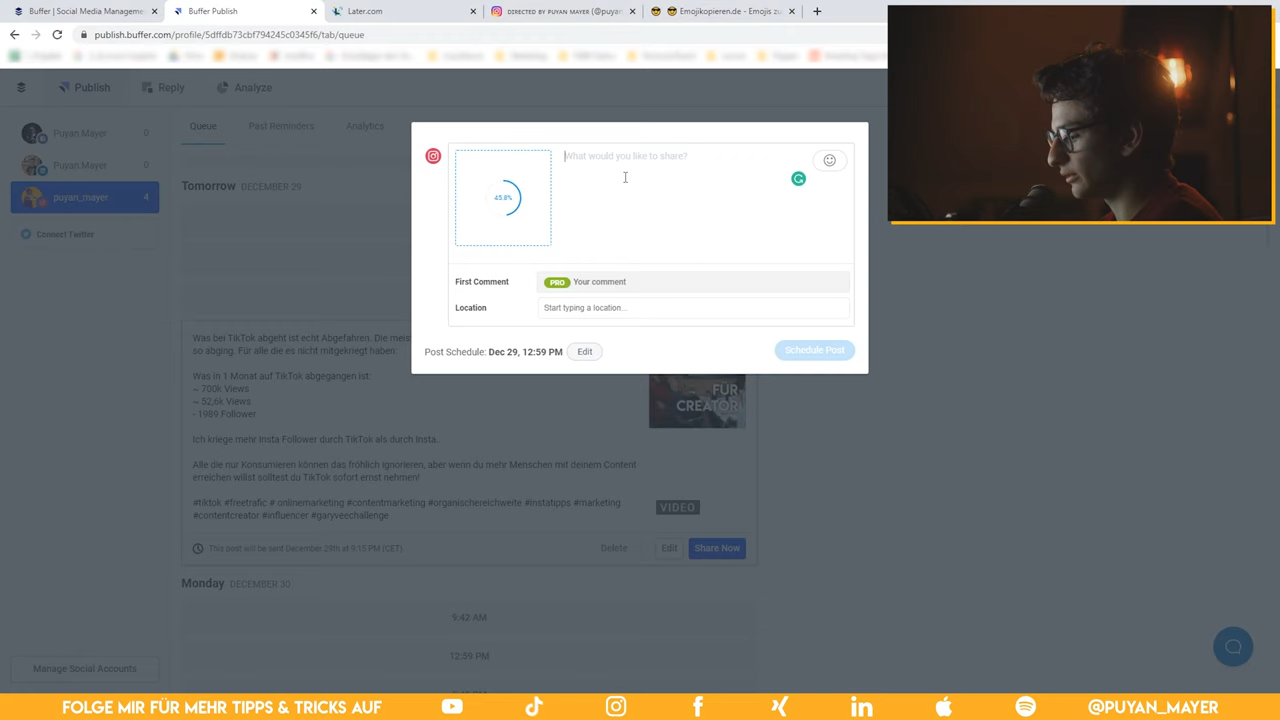 Buffer | Social Media Manageme
Buffer Publish
Later.com
DIRECTED BY PUYAN MAYER (@puyan
Emojikopieren.de - Emojis zu
publish.buffer.com/profile/5dffdb73cbf794245c0345f6/tab/queue
Publish
Reply
Analyze
Puyan Mayer 0
Puyan Mayer 0
puyan_mayer 4
Connect Twitter
Manage Social Accounts
Queue
Past Reminders
Analytics
Tomorrow DECEMBER 29
45.8%
What would you like to share?
First Comment
PRO Your comment
Location
Start typing a location...
Post Schedule: Dec 29, 12:59 PM
Edit
Schedule Post
Was bei TikTok abgeht ist echt Abgefahren. Die meis
so abging. Für alle die es nicht mitgekriegt haben:
Was in 1 Monat auf TikTok abgegangen ist:
~ 700k Views
~ 52,6k Views
- 1989 Follower
Ich kriege mehr Insta Follower durch TikTok als durch Insta..
Alle die nur Konsumieren können das fröhlich ignorieren, aber wenn du mehr Menschen mit deinem Content
erreichen willst solltest du TikTok sofort ernst nehmen!
#tiktok #freetrafic # onlinemarketing #contentmarketing #organischereichweite #instatipps #marketing
#contentcreator #influencer #garyveechallenge
FÜR
CREATOR
VIDEO
This post will be sent December 29th at 9:15 PM (CET).
Delete
Edit
Share Now
Monday DECEMBER 30
9:42 AM
12:59 PM
FOLGE MIR FÜR MEHR TIPPS & TRICKS AUF
@PUYAN_MAYER